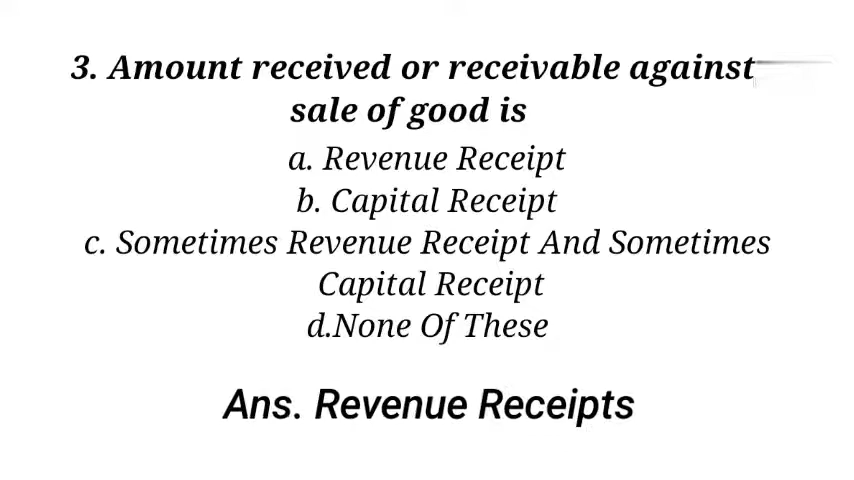 3. Amount received or receivable against
sale of good is
a. Revenue Receipt
b. Capital Receipt
c. Sometimes Revenue Receipt And Sometimes
Capital Receipt
d.None Of These
Ans. Revenue Receipts